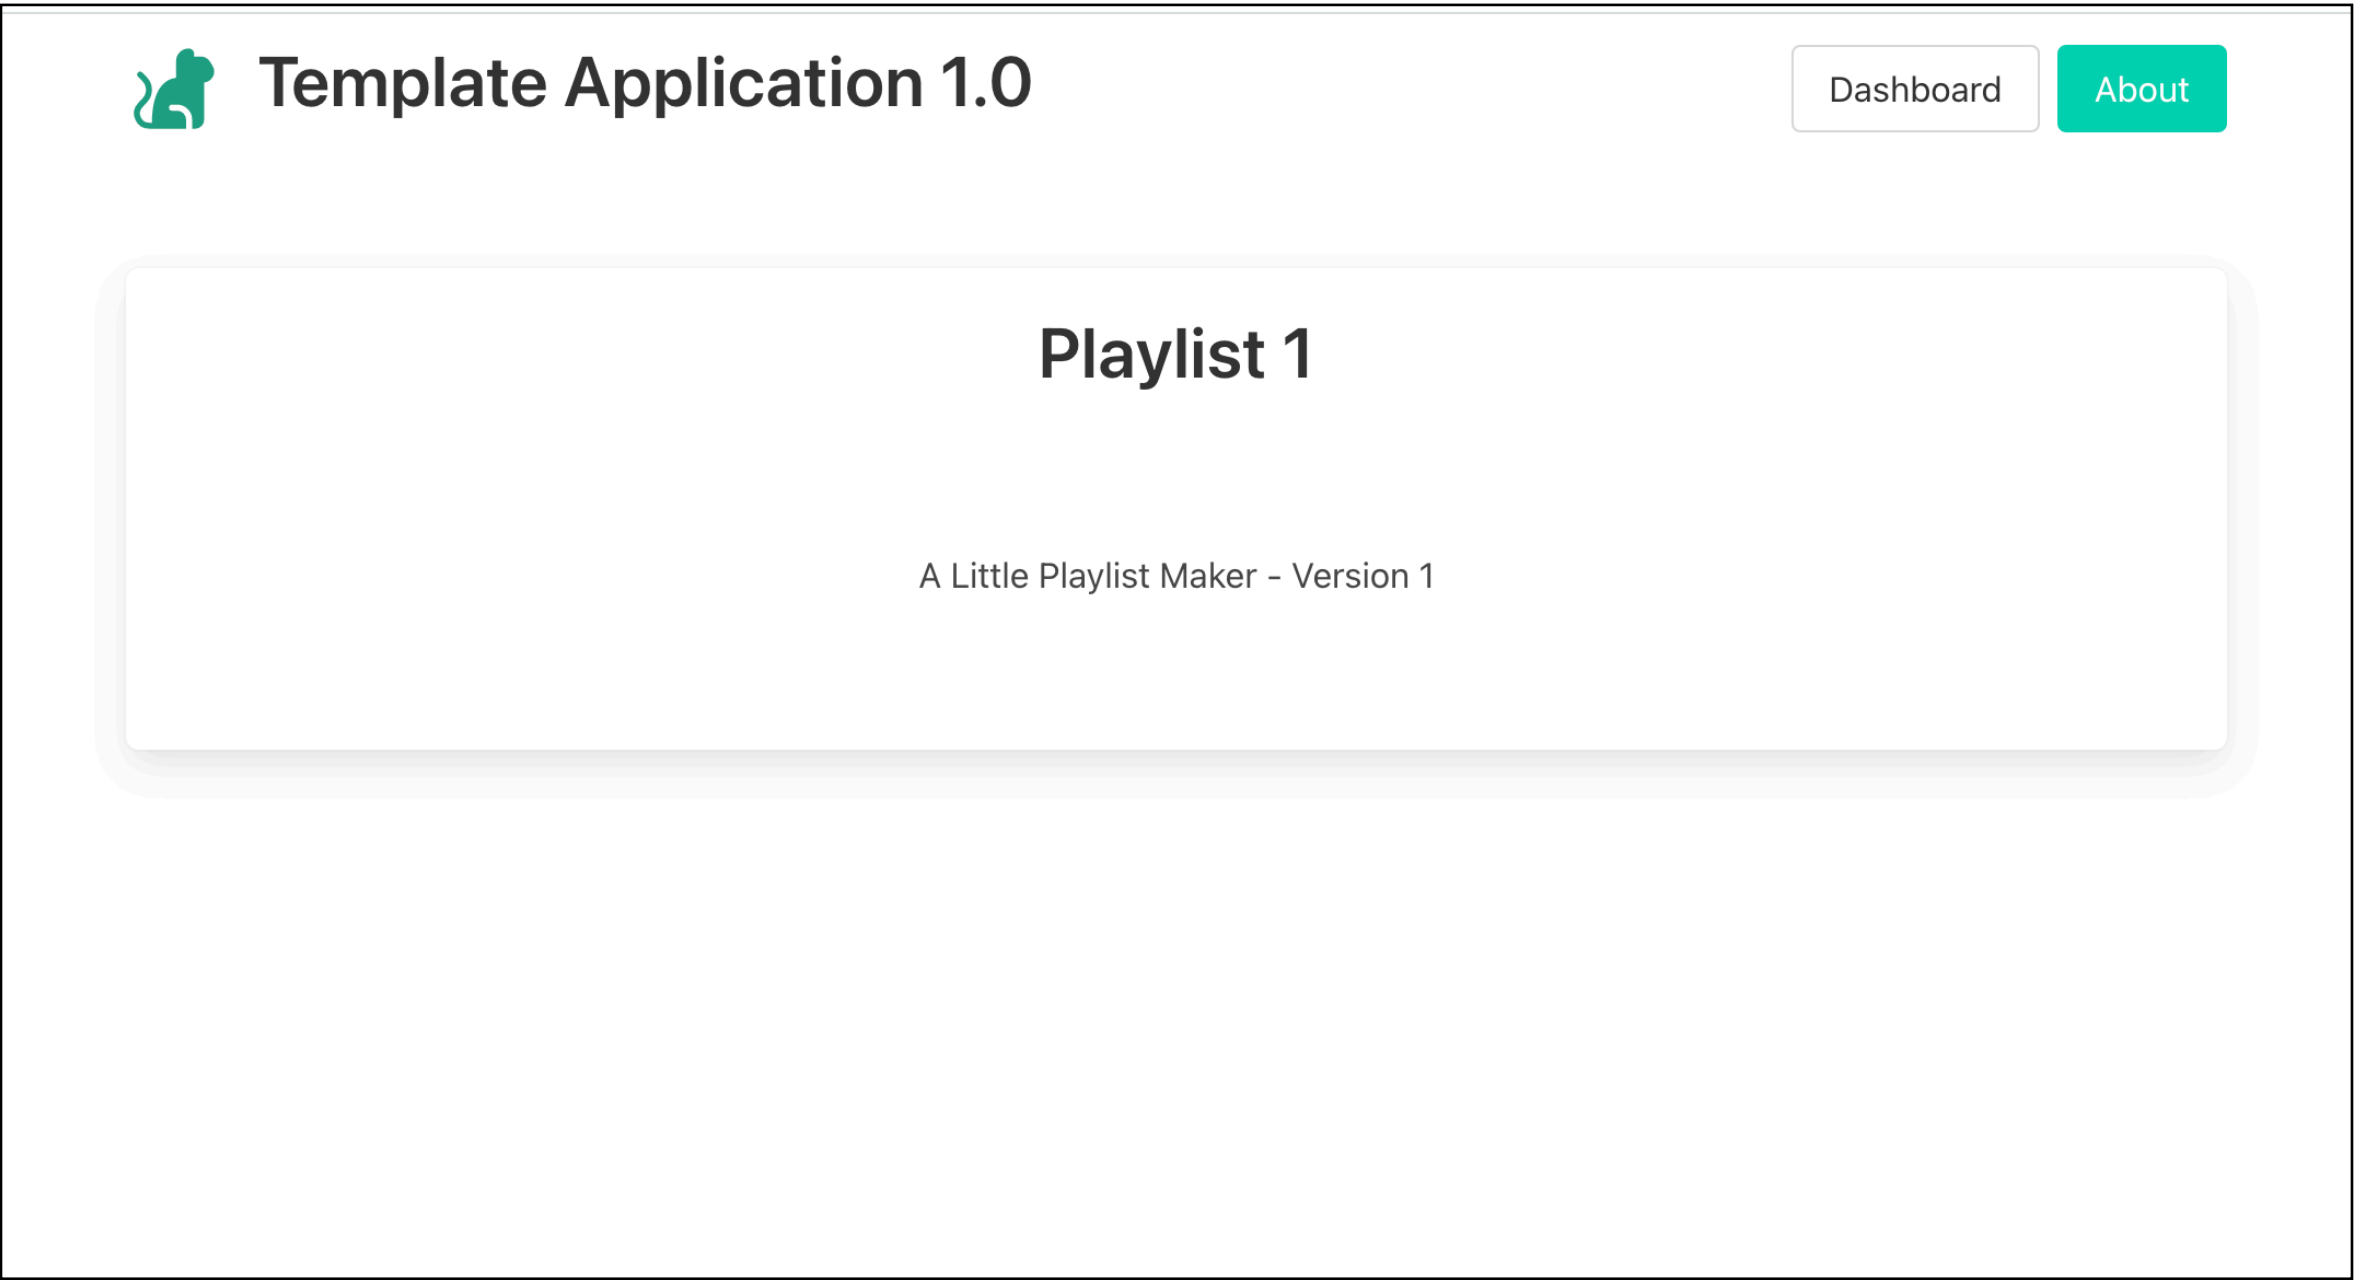 Template Application 1.0
Dashboard
About
Playlist 1
A Little Playlist Maker - Version 1